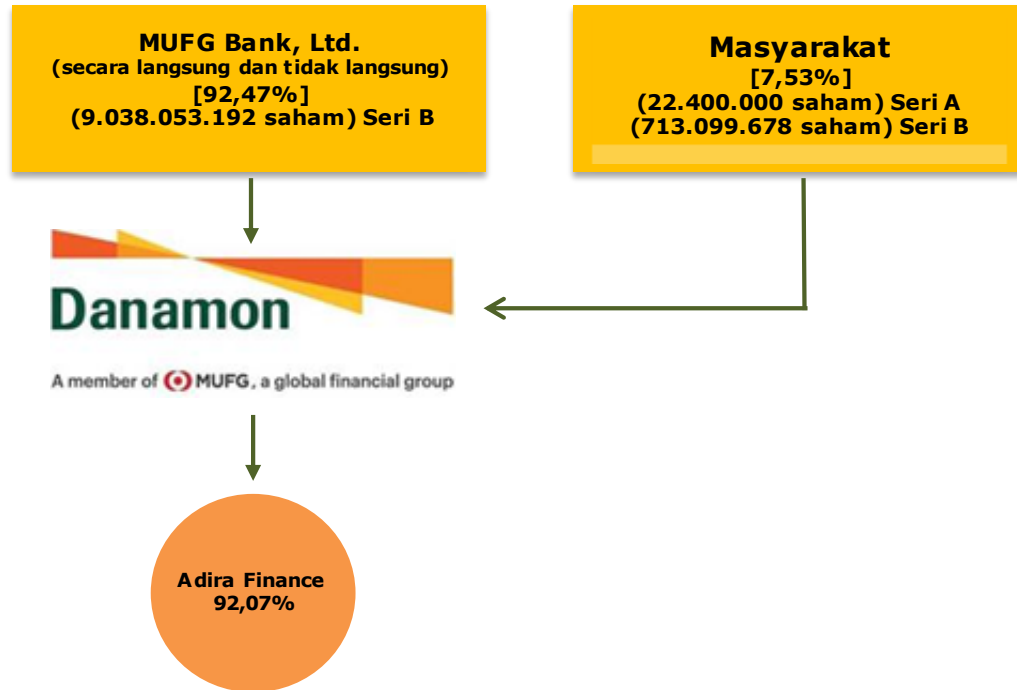 MUFG Bank, Ltd.
(secara langsung dan tidak langsung)
[92,47%]
(9.038.053.192 saham) Seri B
Masyarakat
[7,53%]
(22.400.000 saham) Seri A
(713.099.678 saham) Seri B
Danamon
A member of MUFG, a global financial group
Adira Finance
92,07%